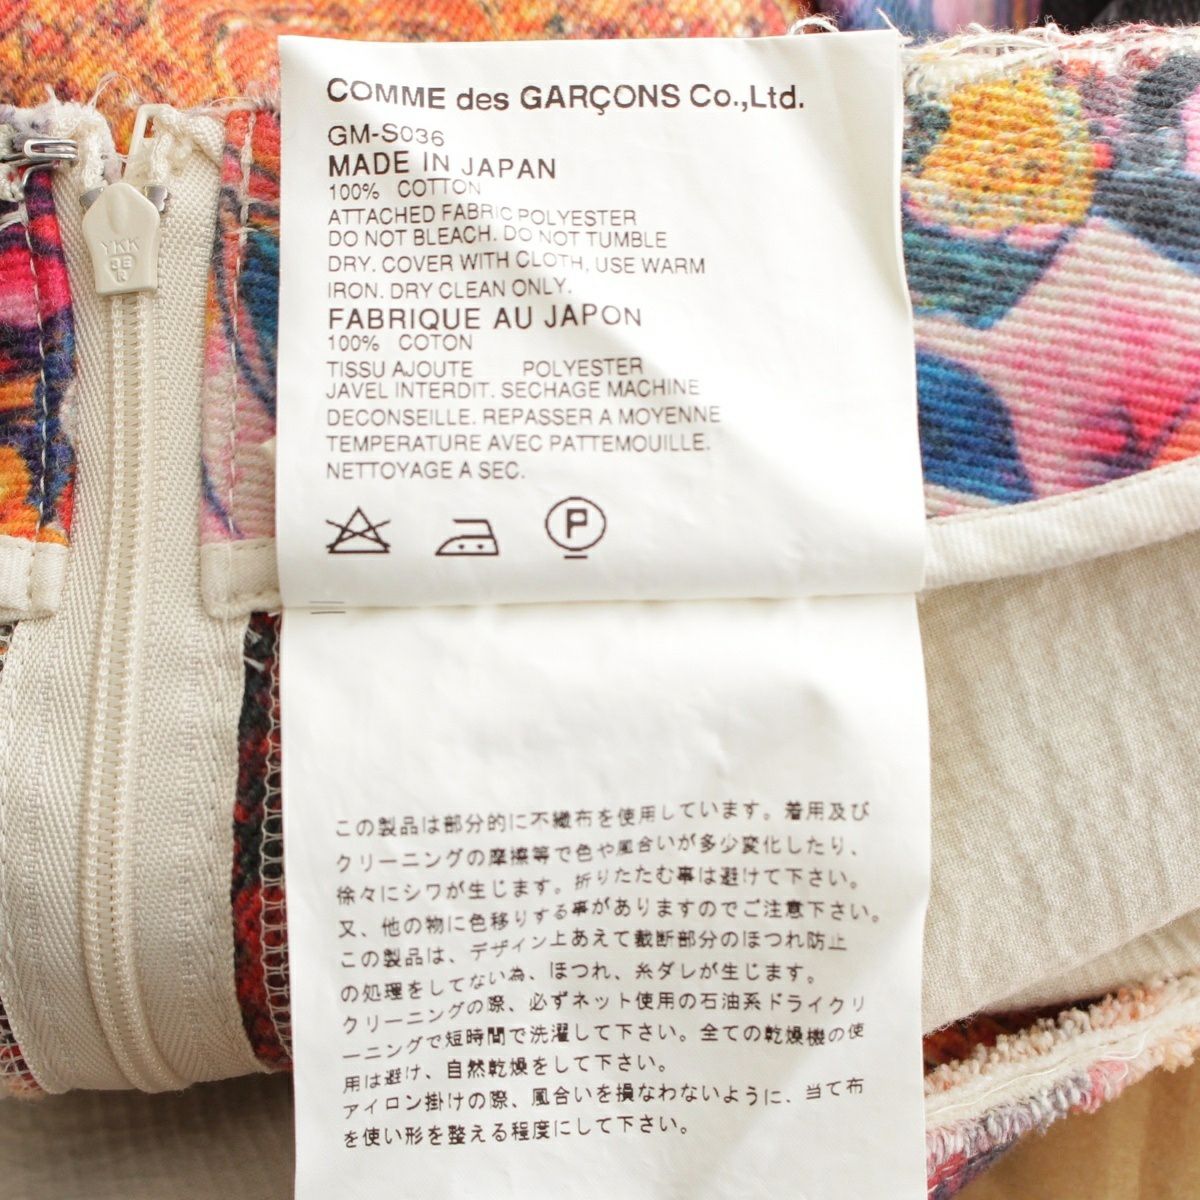 COMME des GARÇONS Co.,Ltd.
GM-S036
MADE IN JAPAN
100% COTTON
ATTACHED FABRIC POLYESTER
DO NOT BLEACH. DO NOT TUMBLE
DRY. COVER WITH CLOTH, USE WARM
IRON. DRY CLEAN ONLY.
FABRIQUE AU JAPON
100% COTON
TISSU AJOUTE POLYESTER
JAVEL INTERDIT. SECHAGE MACHINE
DECONSEILLE. REPASSER A MOYENNE
TEMPERATURE AVEC PATTEMOUILLE.
NETTOYAGE A SEC.
P
YKK
この製品は部分的に不織布を使用しています。着用及び
クリーニングの摩擦等で色や風合いが多少変化したり、
徐々にシワが生じます。折りたたむ事は避けて下さい。
又、他の物に色移りする事がありますのでご注意下さい。
この製品は、デザイン上あえて裁断部分のほつれ防止
の処理をしてない為、ほつれ、糸ダレが生じます。
クリーニングの際、必ずネット使用の石油系ドライクリ
ーニングで短時間で洗濯して下さい。全ての乾燥機の使
用は避け、自然乾燥をして下さい。
アイロン掛けの際、風合いを損なわないように、当て布
を使い形を整える程度にして下さい。